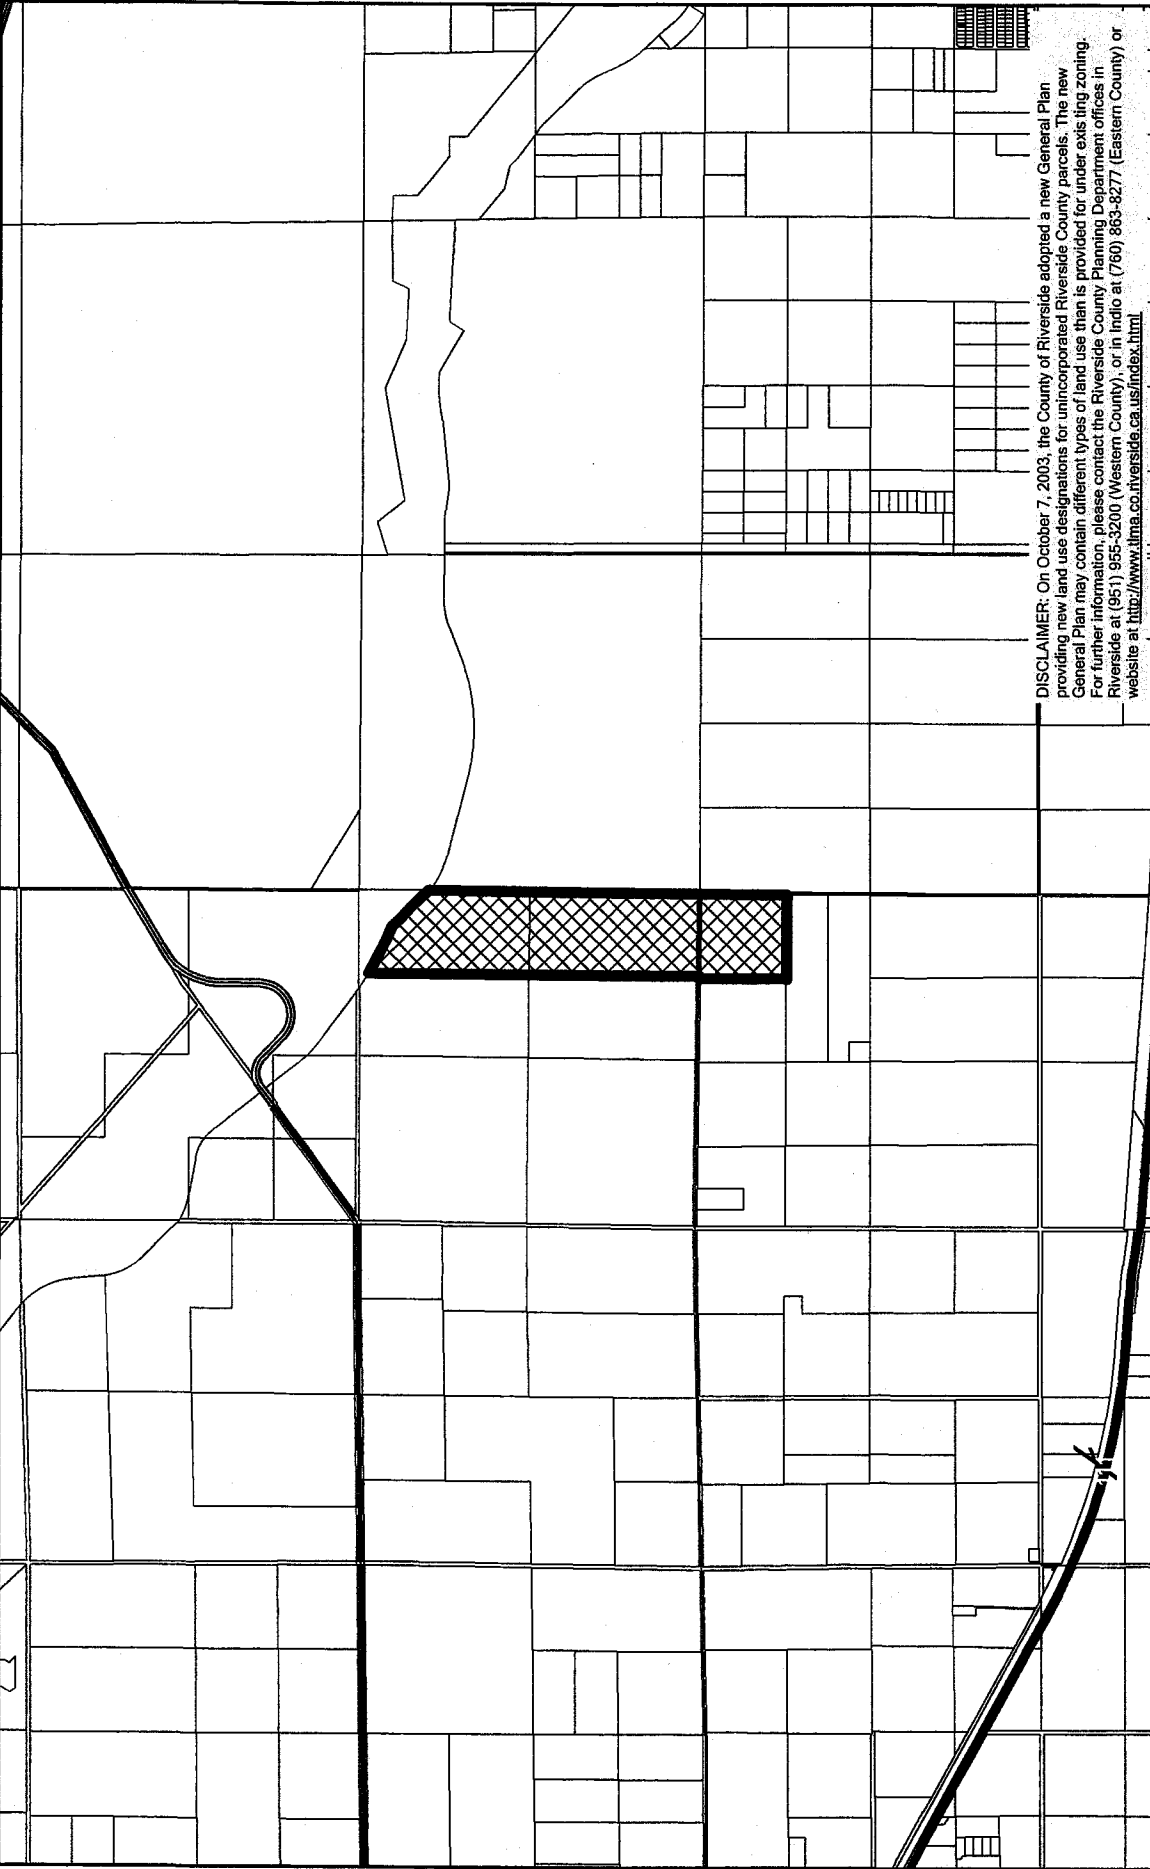 DISCLAIMER: On October 7, 2003, the County of Riverside adopted a new General Plan
providing new land use designations for unincorporated Riverside County parcels. The new
General Plan may contain different types of land use than is provided for under existing zoning.
For further information, please contact the Riverside County Planning Department offices in
Riverside at (951) 955-3200 (Western County), or in Indio at (760) 863-8277 (Eastern County) or
website at http://www.tlma.co.riverside.ca.us/index.html